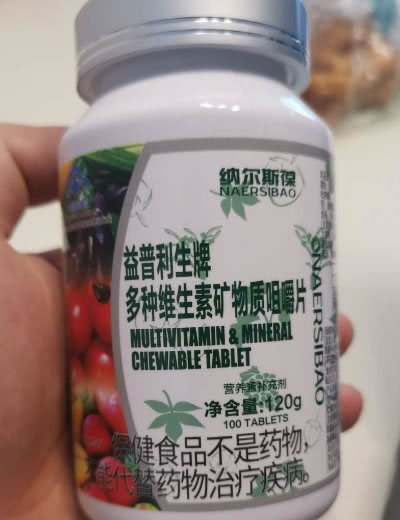 纳尔斯葆
NAERSIBAO
益普利生牌
多种维生素矿物质咀嚼片
MULTIVITAMIN & MINERAL
CHEWABLE TABLET
营养素补充剂
净含量:120g
100 TABLETS
保健食品不是药物,
能代替药物治疗疾病。
NAERSIBAO